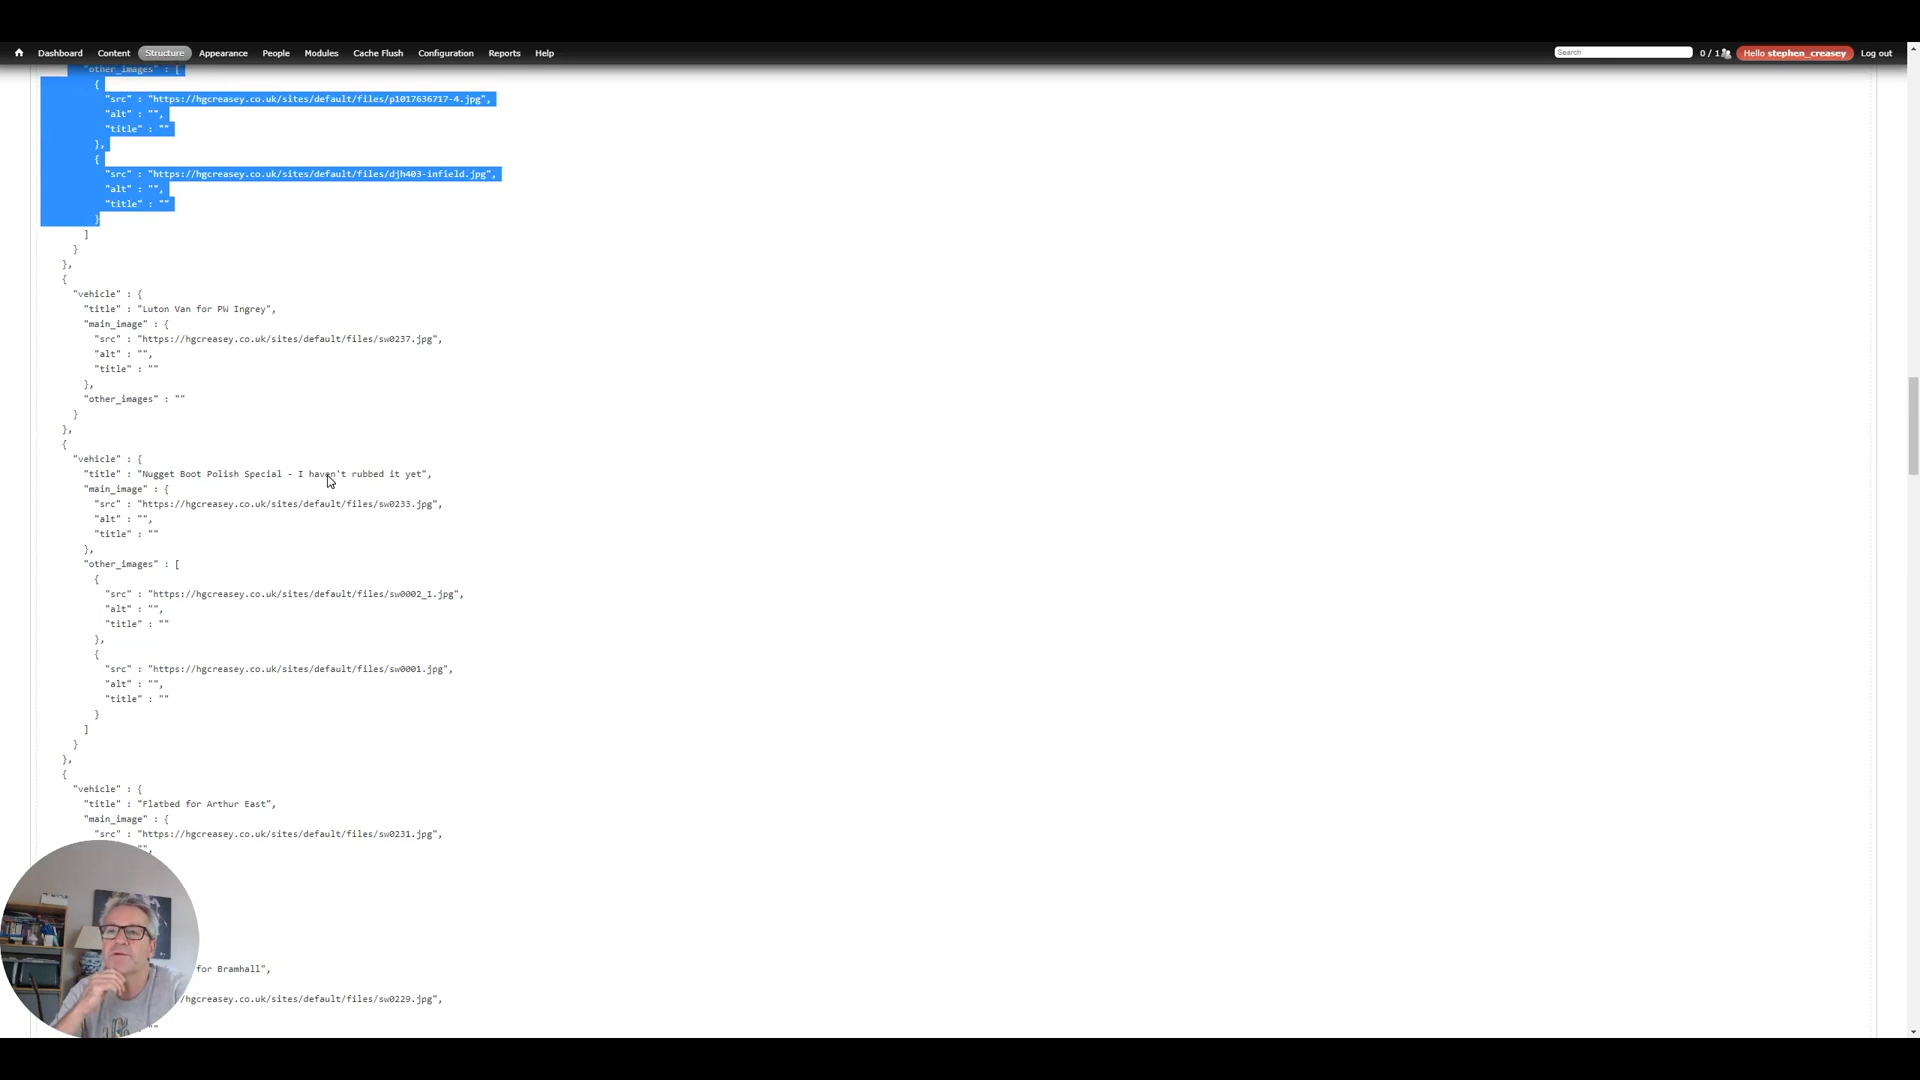 Dashboard Content Structure Appearance People Modules Cache Flush Configuration Reports Help Search 0 / 1 Hello stephen_creasey Log out
"other_images" : [
{
"src" : "https://hgcreasey.co.uk/sites/default/files/p1017636717-4.jpg",
"alt" : "",
"title" : ""
},
{
"src" : "https://hgcreasey.co.uk/sites/default/files/djh403-infield.jpg",
"alt" : "",
"title" : ""
}
]
}
},
{
"vehicle" : {
"title" : "Luton Van for PW Ingrey",
"main_image" : {
"src" : "https://hgcreasey.co.uk/sites/default/files/sw0237.jpg",
"alt" : "",
"title" : ""
},
"other_images" : ""
}
},
{
"vehicle" : {
"title" : "Nugget Boot Polish Special - I haven't rubbed it yet",
"main_image" : {
"src" : "https://hgcreasey.co.uk/sites/default/files/sw0233.jpg",
"alt" : "",
"title" : ""
},
"other_images" : [
{
"src" : "https://hgcreasey.co.uk/sites/default/files/sw0002_1.jpg",
"alt" : "",
"title" : ""
},
{
"src" : "https://hgcreasey.co.uk/sites/default/files/sw0001.jpg",
"alt" : "",
"title" : ""
}
]
}
},
{
"vehicle" : {
"title" : "Flatbed for Arthur East",
"main_image" : {
"src" : "https://hgcreasey.co.uk/sites/default/files/sw0231.jpg",
"",
for Bramhall",
/hgcreasey.co.uk/sites/default/files/sw0229.jpg",
""